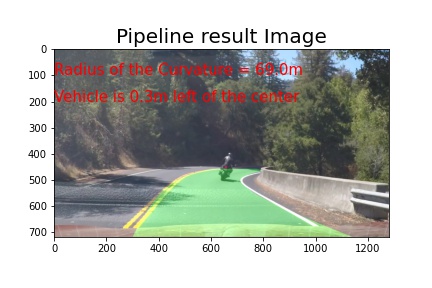 Pipeline result Image
Radius of the Curvature = 69.0m
Vehicle is 0.3m left of the center
0
100
200
300
400
500
600
700
0 200 400 600 800 1000 1200